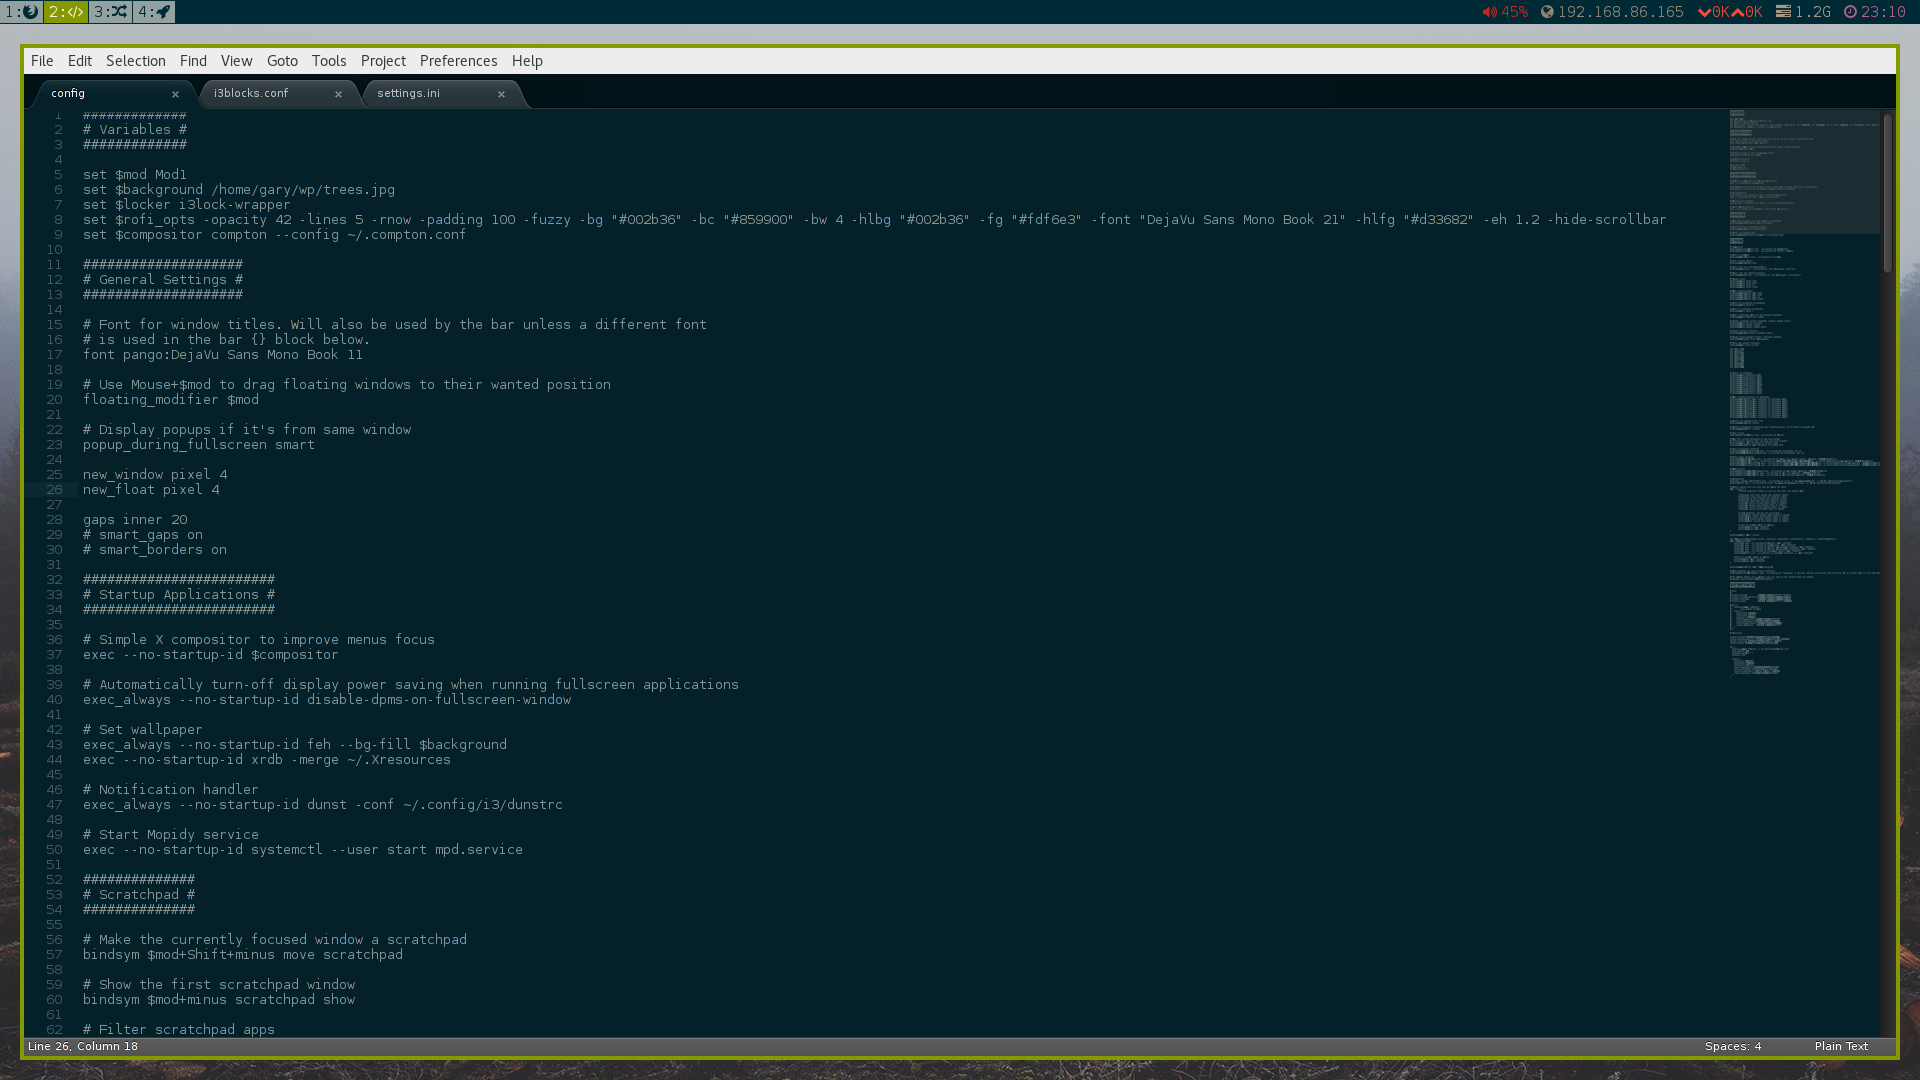 1: 2:</> 3: 4: 45% 192.168.86.165 0K 0K 1.2G 23:10
File Edit Selection Find View Goto Tools Project Preferences Help
config × i3blocks.conf × settings.ini ×
1 #############
2 # Variables #
3 #############
4
5 set $mod Mod1
6 set $background /home/gary/wp/trees.jpg
7 set $locker i3lock-wrapper
8 set $rofi_opts -opacity 42 -lines 5 -rnow -padding 100 -fuzzy -bg "#002b36" -bc "#859900" -bw 4 -hlbg "#002b36" -fg "#fdf6e3" -font "DejaVu Sans Mono Book 21" -hlfg "#d33682" -eh 1.2 -hide-scrollbar
9 set $compositor compton --config ~/.compton.conf
10
11 ####################
12 # General Settings #
13 ####################
14
15 # Font for window titles. Will also be used by the bar unless a different font
16 # is used in the bar {} block below.
17 font pango:DejaVu Sans Mono Book 11
18
19 # Use Mouse+$mod to drag floating windows to their wanted position
20 floating_modifier $mod
21
22 # Display popups if it's from same window
23 popup_during_fullscreen smart
24
25 new_window pixel 4
26 new_float pixel 4
27
28 gaps inner 20
29 # smart_gaps on
30 # smart_borders on
31
32 ########################
33 # Startup Applications #
34 ########################
35
36 # Simple X compositor to improve menus focus
37 exec --no-startup-id $compositor
38
39 # Automatically turn-off display power saving when running fullscreen applications
40 exec_always --no-startup-id disable-dpms-on-fullscreen-window
41
42 # Set wallpaper
43 exec_always --no-startup-id feh --bg-fill $background
44 exec --no-startup-id xrdb -merge ~/.Xresources
45
46 # Notification handler
47 exec_always --no-startup-id dunst -conf ~/.config/i3/dunstrc
48
49 # Start Mopidy service
50 exec --no-startup-id systemctl --user start mpd.service
51
52 ##############
53 # Scratchpad #
54 ##############
55
56 # Make the currently focused window a scratchpad
57 bindsym $mod+Shift+minus move scratchpad
58
59 # Show the first scratchpad window
60 bindsym $mod+minus scratchpad show
61
62 # Filter scratchpad apps
Line 26, Column 18 Spaces: 4 Plain Text